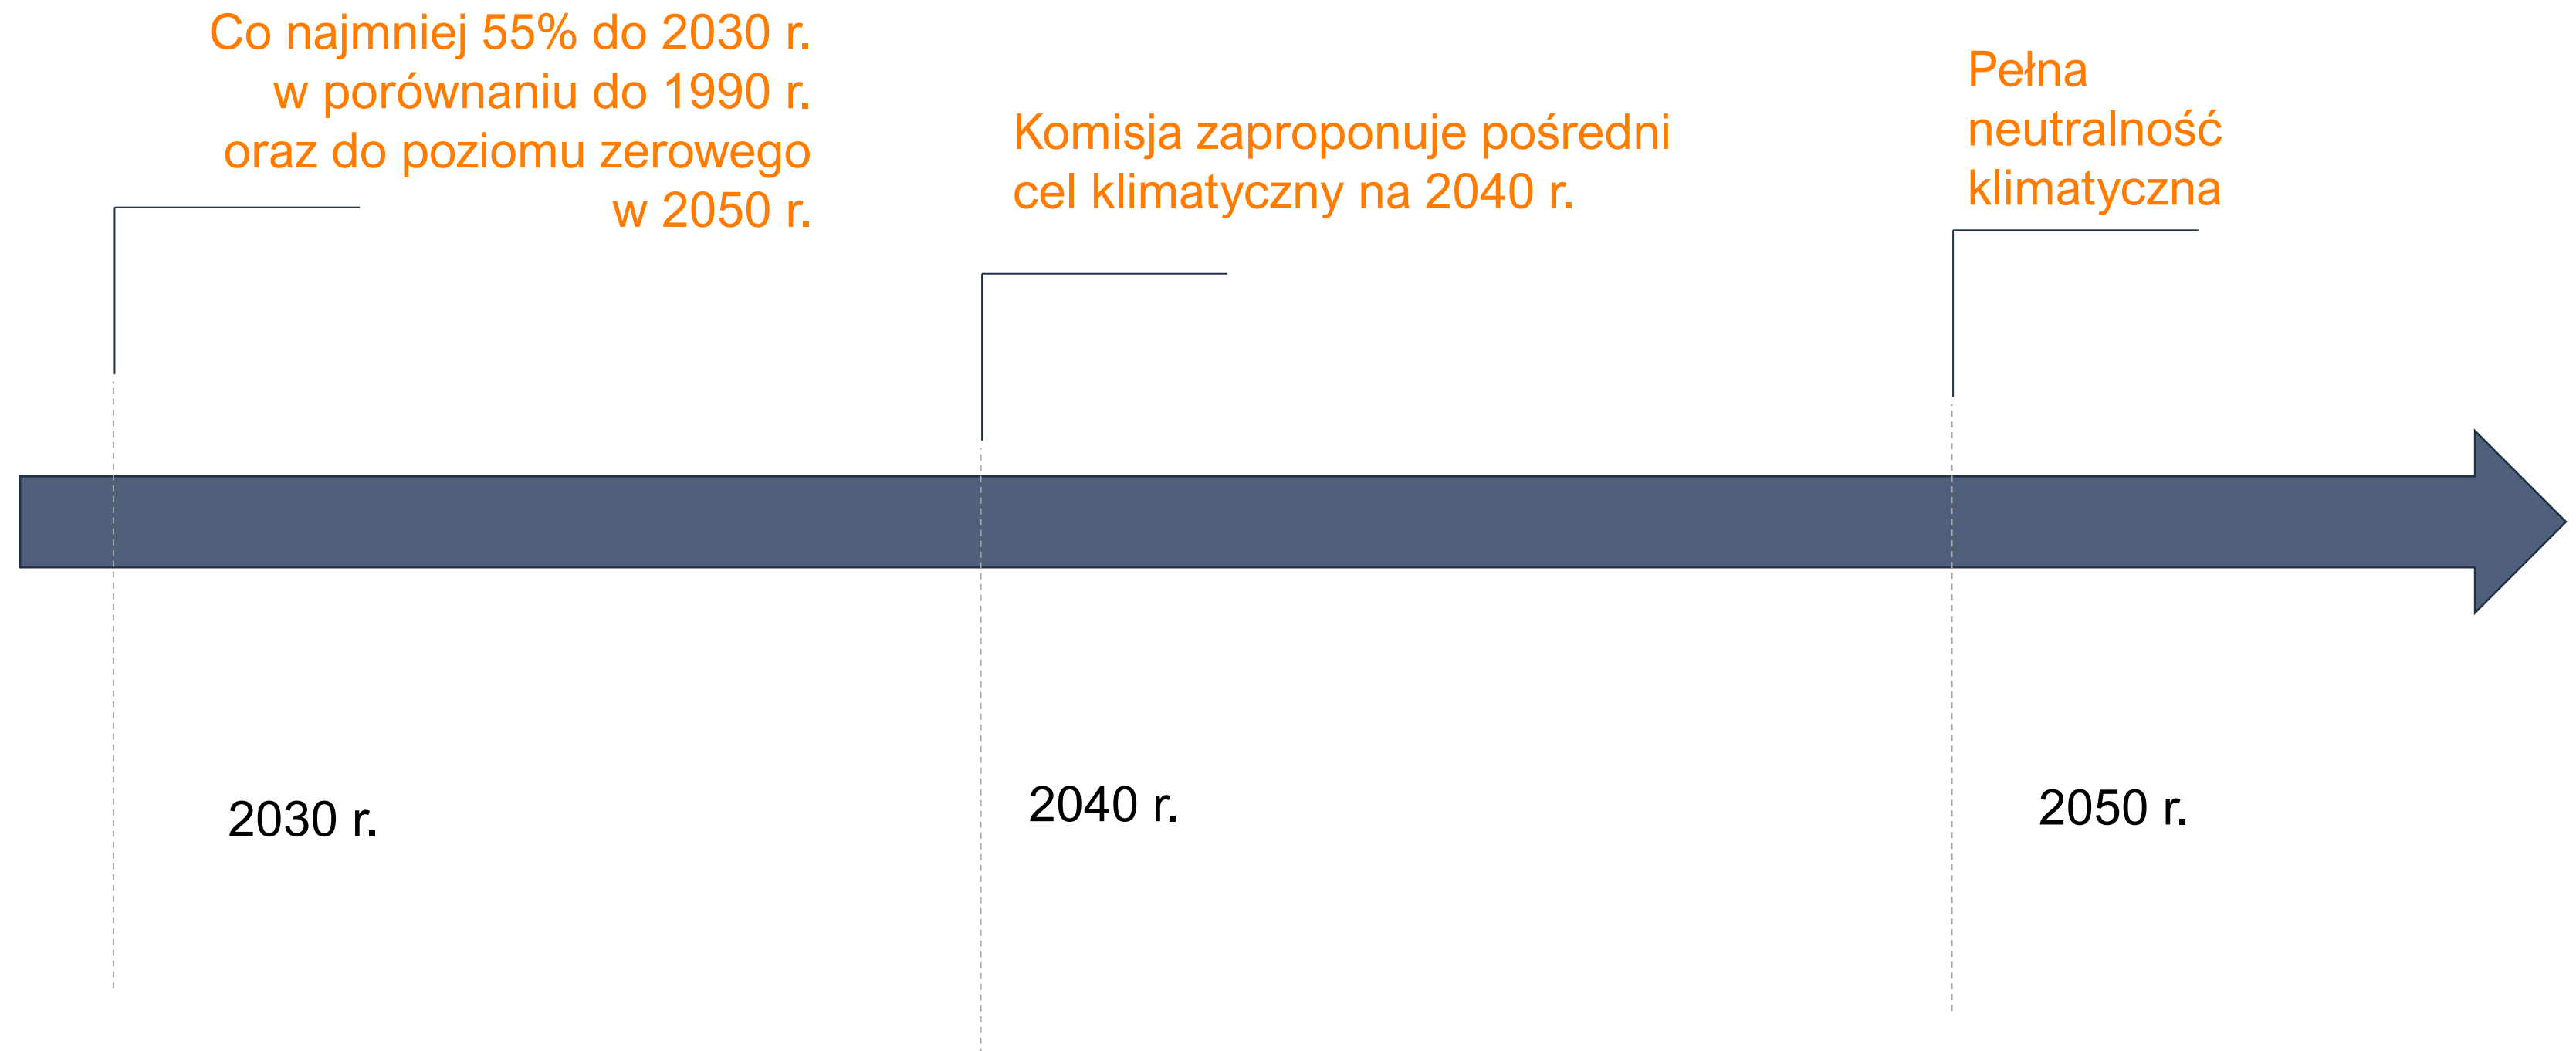 Co najmniej 55% do 2030 r.
w porównaniu do 1990 r.
oraz do poziomu zerowego
w 2050 r.
Komisja zaproponuje pośredni
cel klimatyczny na 2040 r.
Pełna
neutralność
klimatyczna
2030 r.
2040 r.
2050 r.